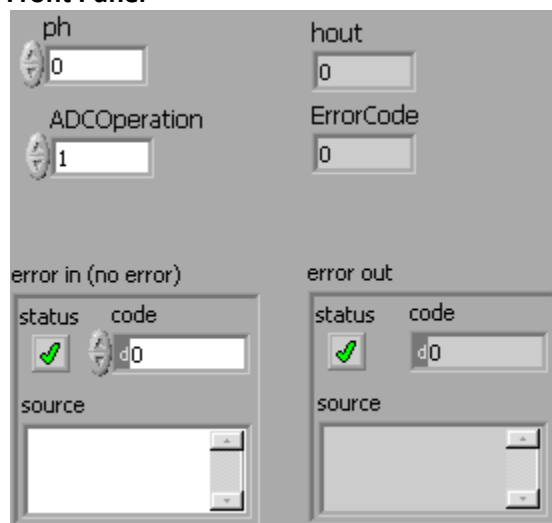 Front Panel
ph
hout
0
0
ADCOperation
ErrorCode
1
0
error in (no error)
error out
status code
status code
d0
d0
source
source